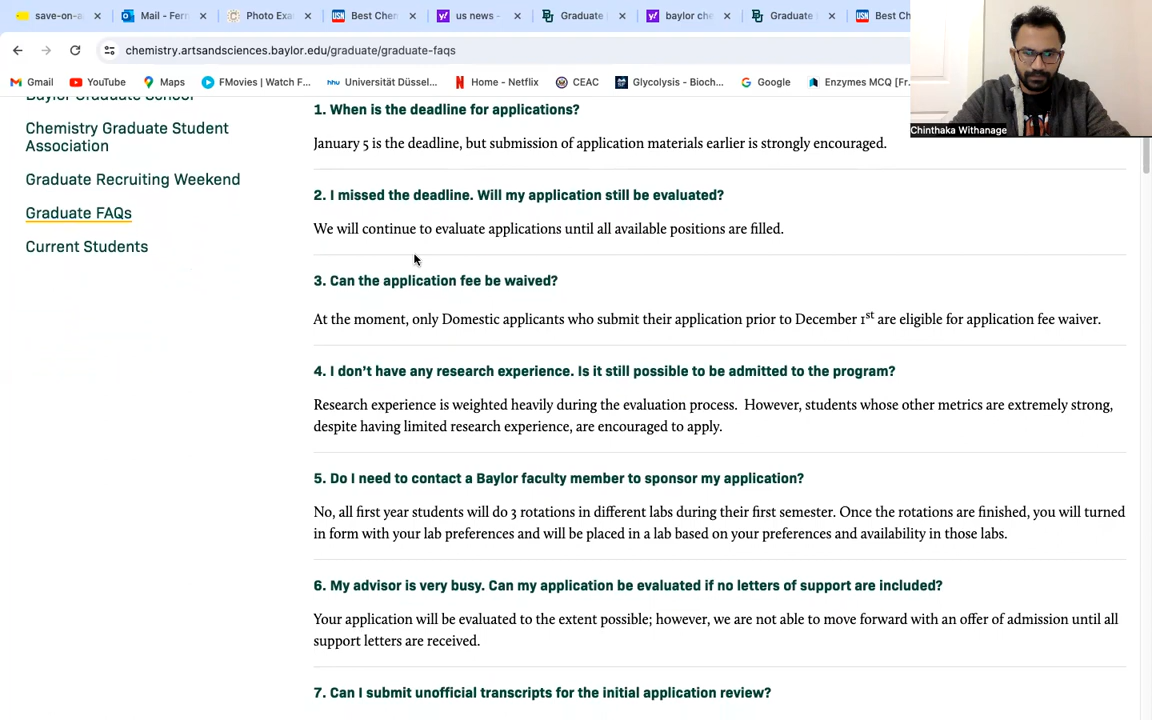 save-on-a
Mail - Fern
Photo Exa
Best Chen
us news -
Graduate
baylor che
Graduate
Best Ch
chemistry.artsandsciences.baylor.edu/graduate/graduate-faqs
Gmail
YouTube
Maps
FMovies | Watch F...
hhu
Universität Düssel...
Home - Netflix
CEAC
Glycolysis - Bioch...
Google
Enzymes MCQ [Fr.
Chinthaka Withanage
Baylor Graduate School
Chemistry Graduate Student
Association
Graduate Recruiting Weekend
Graduate FAQs
Current Students
1. When is the deadline for applications?
January 5 is the deadline, but submission of application materials earlier is strongly encouraged.
2. I missed the deadline. Will my application still be evaluated?
We will continue to evaluate applications until all available positions are filled.
3. Can the application fee be waived?
At the moment, only Domestic applicants who submit their application prior to December 1st are eligible for application fee waiver.
4. I don’t have any research experience. Is it still possible to be admitted to the program?
Research experience is weighted heavily during the evaluation process.  However, students whose other metrics are extremely strong,
despite having limited research experience, are encouraged to apply.
5. Do I need to contact a Baylor faculty member to sponsor my application?
No, all first year students will do 3 rotations in different labs during their first semester. Once the rotations are finished, you will turned
in form with your lab preferences and will be placed in a lab based on your preferences and availability in those labs.
6. My advisor is very busy. Can my application be evaluated if no letters of support are included?
Your application will be evaluated to the extent possible; however, we are not able to move forward with an offer of admission until all
support letters are received.
7. Can I submit unofficial transcripts for the initial application review?